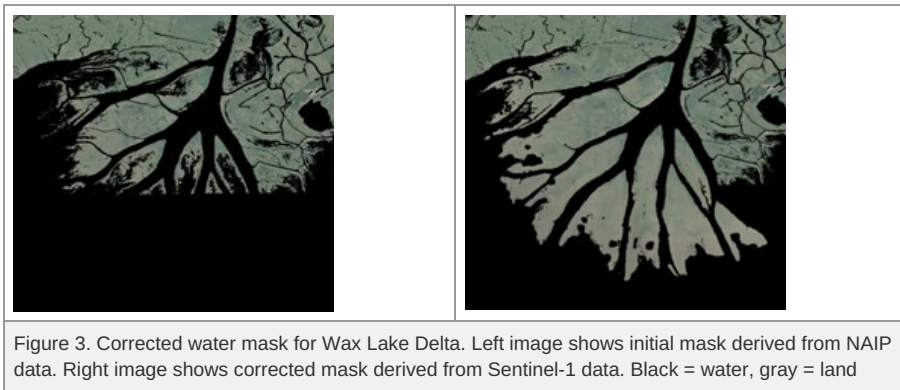 Figure 3. Corrected water mask for Wax Lake Delta. Left image shows initial mask derived from NAIP
data. Right image shows corrected mask derived from Sentinel-1 data. Black = water, gray = land